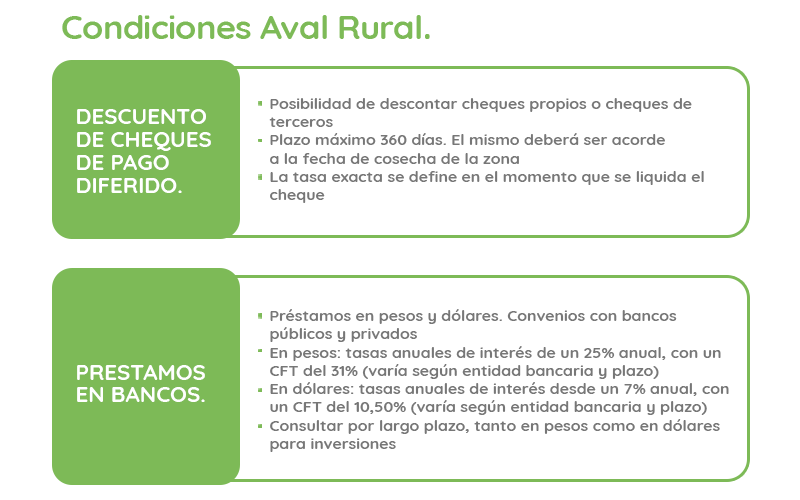 Condiciones Aval Rural.
DESCUENTO
DE CHEQUES
DE PAGO
DIFERIDO.
▪ Posibilidad de descontar cheques propios o cheques de
terceros
▪ Plazo máximo 360 días. El mismo deberá ser acorde
a la fecha de cosecha de la zona
▪ La tasa exacta se define en el momento que se liquida el
cheque
PRESTAMOS
EN BANCOS.
▪ Préstamos en pesos y dólares. Convenios con bancos
públicos y privados
▪ En pesos: tasas anuales de interés de un 25% anual, con un
CFT del 31% (varía según entidad bancaria y plazo)
▪ En dólares: tasas anuales de interés desde un 7% anual, con
un CFT del 10,50% (varía según entidad bancaria y plazo)
▪ Consultar por largo plazo, tanto en pesos como en dólares
para inversiones